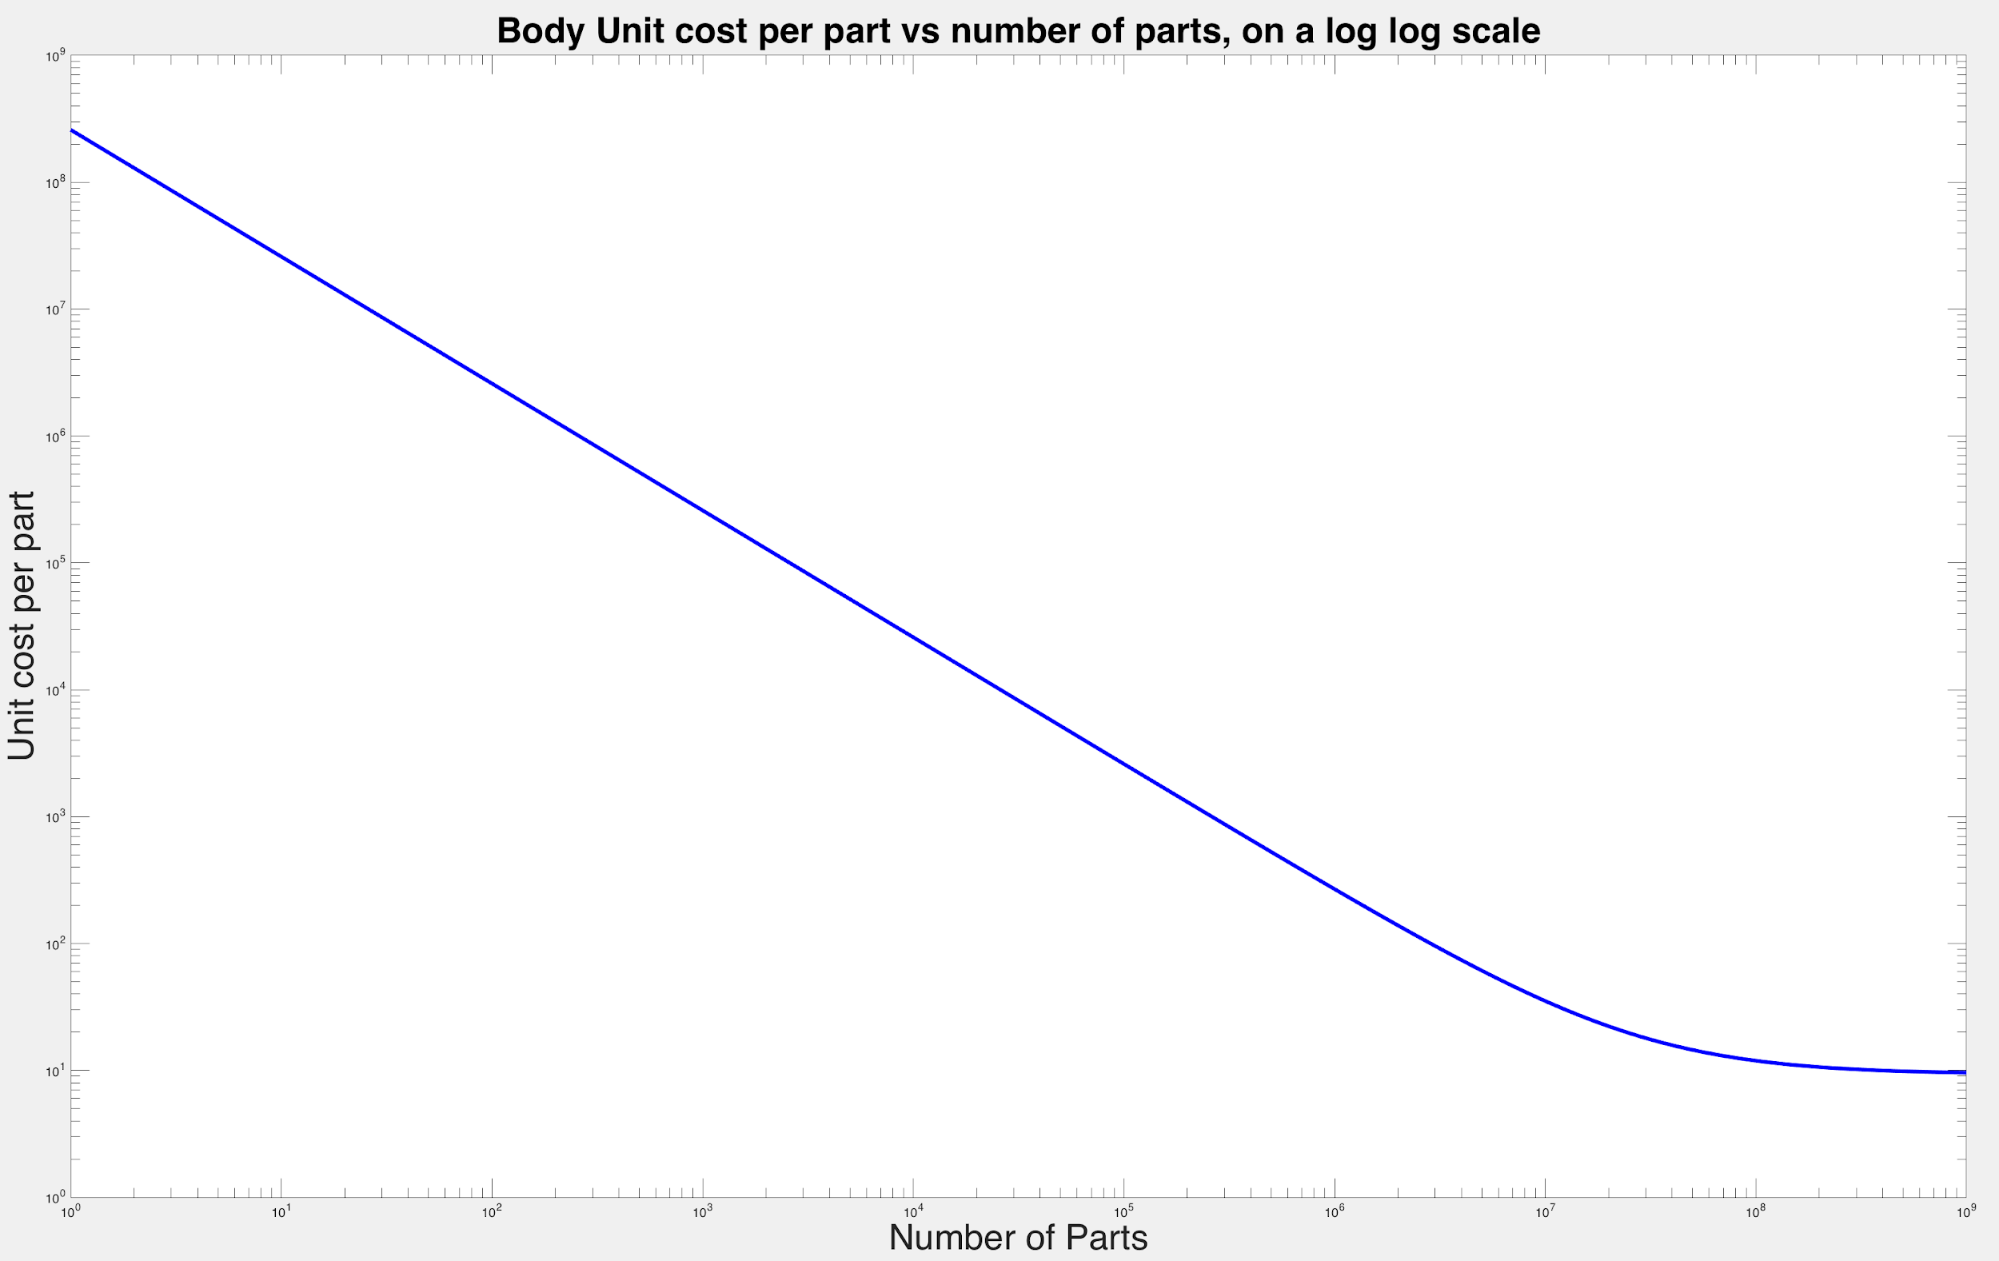 Body Unit cost per part vs number of parts, on a log log scale
Unit cost per part
10⁹
10⁸
10⁷
10⁶
10⁵
10⁴
10³
10²
10¹
10⁰
10⁰ 10¹ 10² 10³ 10⁴ 10⁵ 10⁶ 10⁷ 10⁸ 10⁹
Number of Parts